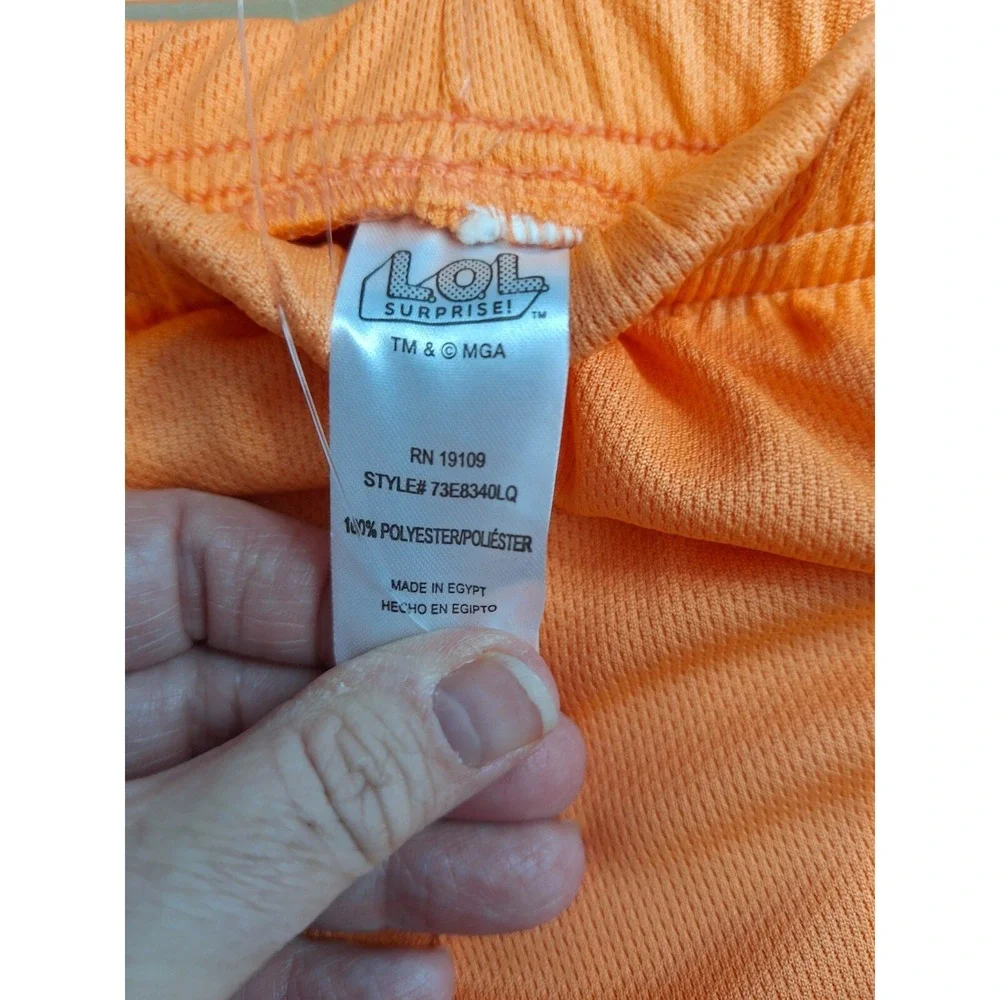 L.O.L.
SURPRISE! ™
TM & © MGA
RN 19109
STYLE# 73E8340LQ
100% POLYESTER/POLIÉSTER
MADE IN EGYPT
HECHO EN EGIPTO